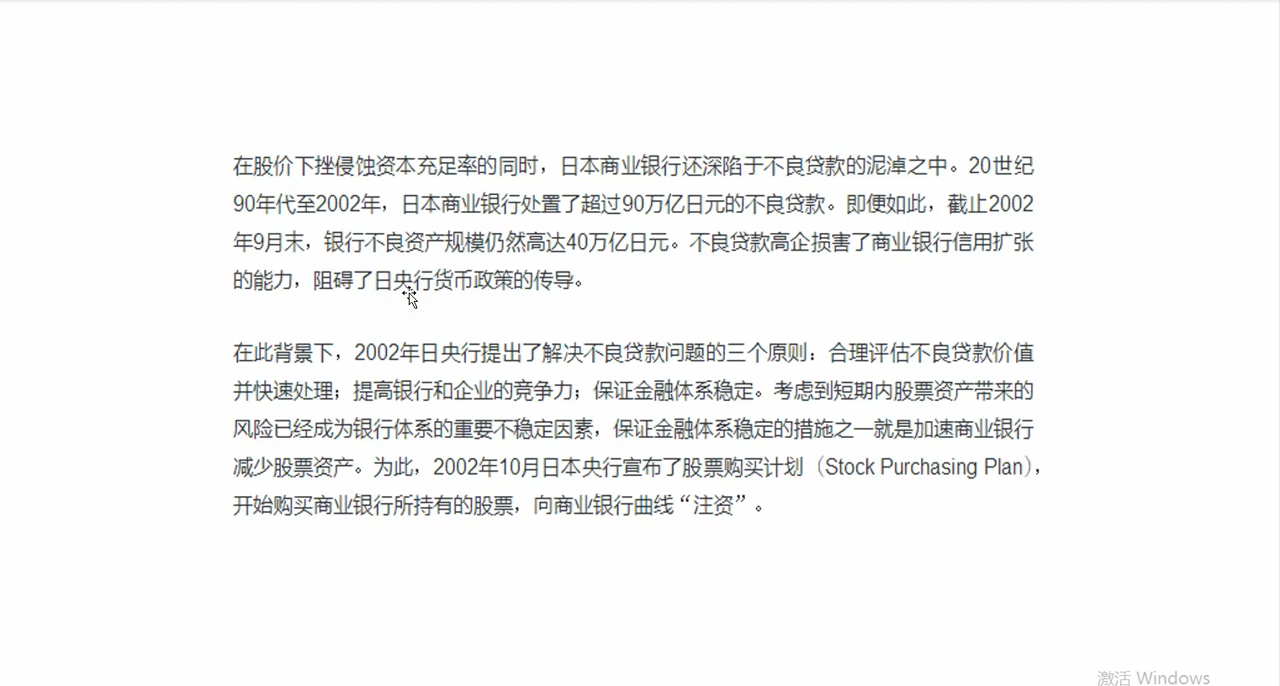 在股价下挫侵蚀资本充足率的同时，日本商业银行还深陷于不良贷款的泥淖之中。20世纪
90年代至2002年，日本商业银行处置了超过90万亿日元的不良贷款。即便如此，截止2002
年9月末，银行不良资产规模仍然高达40万亿日元。不良贷款高企损害了商业银行信用扩张
的能力，阻碍了日央行货币政策的传导。
在此背景下，2002年日央行提出了解决不良贷款问题的三个原则：合理评估不良贷款价值
并快速处理；提高银行和企业的竞争力；保证金融体系稳定。考虑到短期内股票资产带来的
风险已经成为银行体系的重要不稳定因素，保证金融体系稳定的措施之一就是加速商业银行
减少股票资产。为此，2002年10月日本央行宣布了股票购买计划（Stock Purchasing Plan），
开始购买商业银行所持有的股票，向商业银行曲线“注资”。
激活 Windows